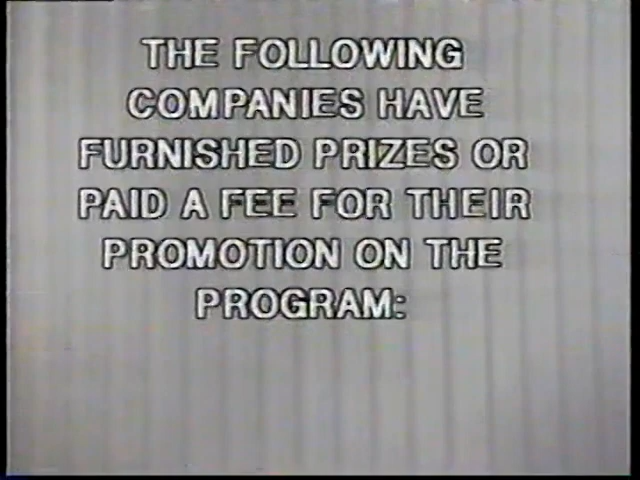 THE FOLLOWING
COMPANIES HAVE
FURNISHED PRIZES OR
PAID A FEE FOR THEIR
PROMOTION ON THE
PROGRAM: